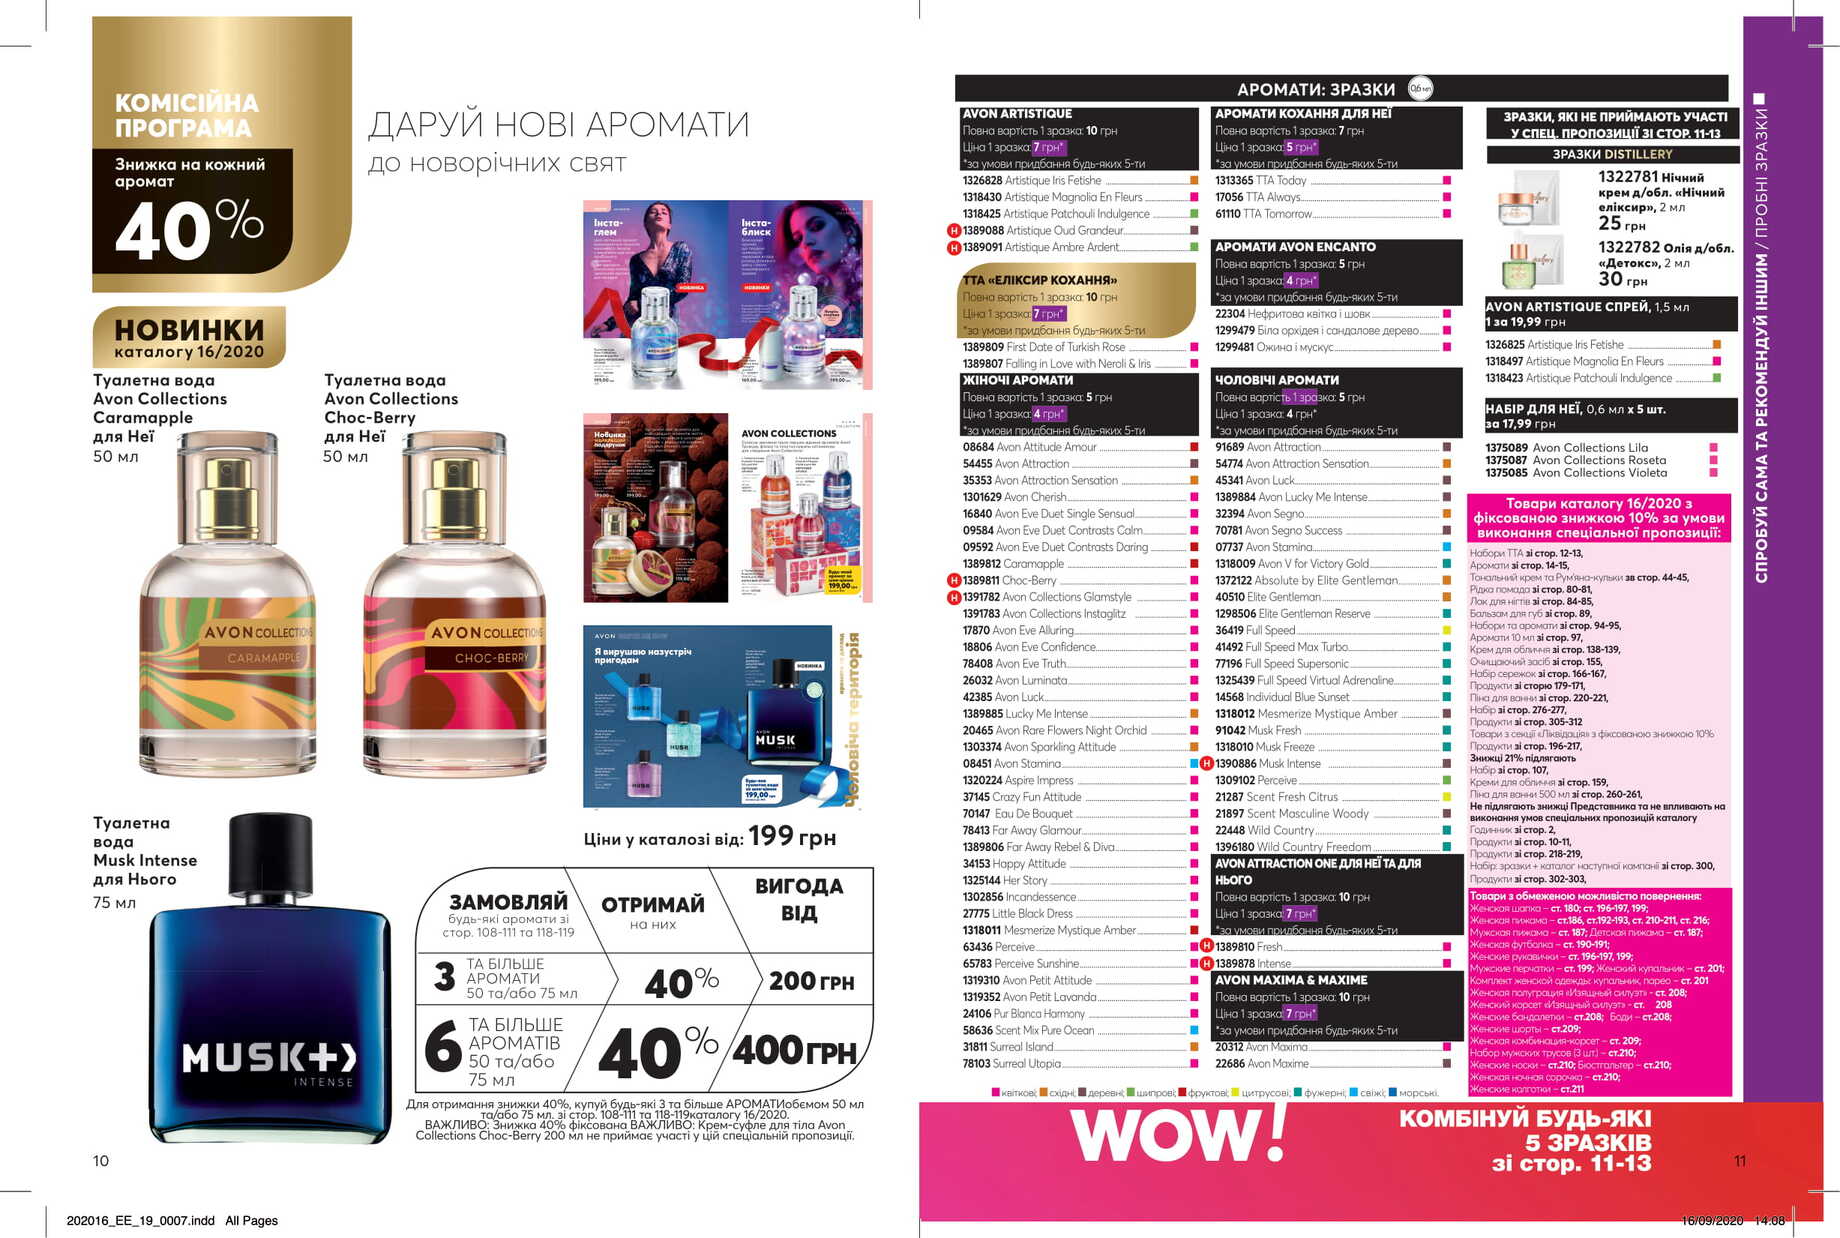 КОМІСІЙНА
ПРОГРАМА
Знижка на кожний
аромат
40%
ДАРУЙ НОВІ АРОМАТИ
до новорічних свят
НОВИНКИ
каталогу 16/2020
Туалетна вода
Avon Collections
Caramapple
для Неї
50 мл
Туалетна вода
Avon Collections
Choc-Berry
для Неї
50 мл
AVON COLLECTIONS
CARAMAPPLE
AVON COLLECTIONS
CHOC-BERRY
Туалетна
вода
Musk Intense
для Нього
75 мл
MUSK+>
INTENSE
Інста-
глем
НОВИНКА
Інста-
блиск
НОВИНКИ
Новинка
AVON COLLECTIONS
199,00
Я вирушаю назустріч
пригодам
НОВИНКА
MUSK
MUSK
INTENSE
199,00
Чоловіча територія
Ціни у каталозі від: 199 грн
ЗАМОВЛЯЙ
будь-які аромати зі
стор. 108-111 та 118-119
ОТРИМАЙ
на них
ВИГОДА
ВІД
3 ТА БІЛЬШЕ
АРОМАТИ
50 та/або 75 мл
40%
200 ГРН
6 ТА БІЛЬШЕ
АРОМАТІВ
50 та/або
75 мл
40%
400 ГРН
Для отримання знижки 40%, купуй будь-які 3 та більше АРОМАТИобємом 50 мл
та/або 75 мл. зі стор. 108-111 та 118-119каталогу 16/2020.
ВАЖЛИВО: Знижка 40% фіксована ВАЖЛИВО: Крем-суфле для тіла Avon
Collections Choc-Berry 200 мл не приймає участі у цій спеціальній пропозиції.
10
202016_EE_19_0007.indd   All Pages
АРОМАТИ: ЗРАЗКИ 0,6 мл
AVON ARTISTIQUE
Повна вартість 1 зразка: 10 грн
Ціна 1 зразка: 7 грн*
*за умови придбання будь-яких 5-ти
1326828 Artistique Iris Fetishe
1318430 Artistique Magnolia En Fleurs
1318425 Artistique Patchouli Indulgence
Н 1389088 Artistique Oud Grandeur
Н 1389091 Artistique Ambre Ardent
ТТА «ЕЛІКСИР КОХАННЯ»
Повна вартість 1 зразка: 10 грн
Ціна 1 зразка: 7 грн*
*за умови придбання будь-яких 5-ти
1389809 First Date of Turkish Rose
1389807 Falling in Love with Neroli & Iris
ЖІНОЧІ АРОМАТИ
Повна вартість 1 зразка: 5 грн
Ціна 1 зразка: 4 грн*
*за умови придбання будь-яких 5-ти
08684 Avon Attitude Amour
54455 Avon Attraction
35353 Avon Attraction Sensation
1301629 Avon Cherish
16840 Avon Eve Duet Single Sensual
09584 Avon Eve Duet Contrasts Calm
09592 Avon Eve Duet Contrasts Daring
1389812 Caramapple
Н 1389811 Choc-Berry
Н 1391782 Avon Collections Glamstyle
1391783 Avon Collections Instaglitz
17870 Avon Eve Alluring
18806 Avon Eve Confidence
78408 Avon Eve Truth
26032 Avon Luminata
42385 Avon Luck
1389885 Lucky Me Intense
20465 Avon Rare Flowers Night Orchid
1303374 Avon Sparkling Attitude
08451 Avon Stamina
1320224 Aspire Impress
37145 Crazy Fun Attitude
70147 Eau De Bouquet
78413 Far Away Glamour
1389806 Far Away Rebel & Diva
34153 Happy Attitude
1325144 Her Story
1302856 Incandessence
27775 Little Black Dress
1318011 Mesmerize Mystique Amber
63436 Perceive
65783 Perceive Sunshine
1319310 Avon Petit Attitude
1319352 Avon Petit Lavanda
24106 Pur Blanca Harmony
58636 Scent Mix Pure Ocean
31811 Surreal Island
78103 Surreal Utopia
АРОМАТИ КОХАННЯ ДЛЯ НЕЇ
Повна вартість 1 зразка: 7 грн
Ціна 1 зразка: 5 грн*
*за умови придбання будь-яких 5-ти
1313365 TTA Today
17056 TTA Always
61110 TTA Tomorrow
АРОМАТИ AVON ENCANTO
Повна вартість 1 зразка: 5 грн
Ціна 1 зразка: 4 грн*
*за умови придбання будь-яких 5-ти
22304 Нефритова квітка і шовк
1299479 Біла орхідея і сандалове дерево
1299481 Ожина і мускус
ЧОЛОВІЧІ АРОМАТИ
Повна вартість 1 зразка: 5 грн
Ціна 1 зразка: 4 грн*
*за умови придбання будь-яких 5-ти
91689 Avon Attraction
54774 Avon Attraction Sensation
45341 Avon Luck
1389884 Avon Lucky Me Intense
32394 Avon Segno
70781 Avon Segno Success
07737 Avon Stamina
1318009 Avon V for Victory Gold
1372122 Absolute by Elite Gentleman
40510 Elite Gentleman
1298506 Elite Gentleman Reserve
36419 Full Speed
41492 Full Speed Max Turbo
77196 Full Speed Supersonic
1325439 Full Speed Virtual Adrenaline
14568 Individual Blue Sunset
1318012 Mesmerize Mystique Amber
91042 Musk Fresh
1318010 Musk Freeze
Н 1390886 Musk Intense
1309102 Perceive
21287 Scent Fresh Citrus
21897 Scent Masculine Woody
22448 Wild Country
1396180 Wild Country Freedom
AVON ATTRACTION ONE ДЛЯ НЕЇ ТА ДЛЯ
НЬОГО
Повна вартість 1 зразка: 10 грн
Ціна 1 зразка: 7 грн*
*за умови придбання будь-яких 5-ти
Н 1389810 Fresh
Н 1389878 Intense
AVON MAXIMA & MAXIME
Повна вартість 1 зразка: 10 грн
Ціна 1 зразка: 7 грн*
*за умови придбання будь-яких 5-ти
20312 Avon Maxima
22686 Avon Maxime
квіткові; східні; деревні; шипрові; фруктові; цитрусові; фужерні; свіжі; морські.
ЗРАЗКИ, ЯКІ НЕ ПРИЙМАЮТЬ УЧАСТІ
У СПЕЦ. ПРОПОЗИЦІЇ ЗІ СТОР. 11-13
ЗРАЗКИ DISTILLERY
1322781 Нічний
крем д/обл. «Нічний
еліксир», 2 мл
25 грн
1322782 Олія д/обл.
«Детокс», 2 мл
30 грн
AVON ARTISTIQUE СПРЕЙ, 1,5 мл
1 за 19,99 грн
1326825 Artistique Iris Fetishe
1318497 Artistique Magnolia En Fleurs
1318423 Artistique Patchouli Indulgence
НАБІР ДЛЯ НЕЇ, 0,6 мл х 5 шт.
за 17,99 грн
1375089 Avon Collections Lila
1375087 Avon Collections Roseta
1375085 Avon Collections Violeta
Товари каталогу 16/2020 з
фіксованою знижкою 10% за умови
виконання спеціальної пропозиції:
Набори ТТА зі стор. 12-13,
Аромати зі стор. 14-15,
Тональний крем та Рум'яна-кульки зв стор. 44-45,
Рідка помада зі стор. 80-81,
Лак для нігтів зі стор. 84-85,
Бальзам для губ зі стор. 89,
Набори та аромати зі стор. 94-95,
Аромати 10 мл зі стор. 97,
Крем для обличчя зі стор. 138-139,
Очищаючий засіб зі стор. 155,
Набір сережок зі стор. 166-167,
Продукти зі сторю 179-171,
Піна для ванни зі стор. 220-221,
Набір зі стор. 276-277,
Продукти зі стор. 305-312
Товари з секції «Ліквідація» з фіксованою знижкою 10%
Продукти зі стор. 196-217,
Знижці 21% підлягають
Набір зі стор. 107,
Креми для обличчя зі стор. 159,
Піна для ванни 500 мл зі стор. 260-261,
Не підлягають знижці Представника та не впливають на
виконання умов спеціальних пропозицій каталогу
Годинник зі стор. 2,
Продукти зі стор. 10-11,
Продукти зі стор. 218-219,
Набір: зразки + каталог наступної кампанії зі стор. 300,
Продукти зі стор. 302-303,
Товари з обмеженою можливістю повернення:
Женская шапка – ст. 180; ст. 196-197, 199;
Женская пижама – ст.186, ст.192-193, ст. 210-211, ст. 216;
Мужская пижама – ст. 187; Детская пижама – ст. 187;
Женская футболка – ст. 190-191;
Женские рукавички – ст. 196-197, 199;
Мужские перчатки – ст. 199; Женский купальник – ст. 201;
Комплект женской одежды: купальник, парео – ст. 201
Женская полуграция «Изящный силуэт» - ст. 208;
Женский корсет «Изящный силуэт» - ст. 208
Женские бандалетки – ст.208; Боди – ст.208;
Женские шорты – ст.209;
Женская комбинация-корсет – ст. 209;
Набор мужских трусов (3 шт.) – ст.210;
Женские носки – ст.210; Бюстгальтер – ст.210;
Женская ночная сорочка – ст.210;
Женские колготки – ст.211
СПРОБУЙ САМА ТА РЕКОМЕНДУЙ ІНШИМ / ПРОБНІ ЗРАЗКИ
WOW!
КОМБІНУЙ БУДЬ-ЯКІ
5 ЗРАЗКІВ
зі стор. 11-13
11
16/09/2020   14:08